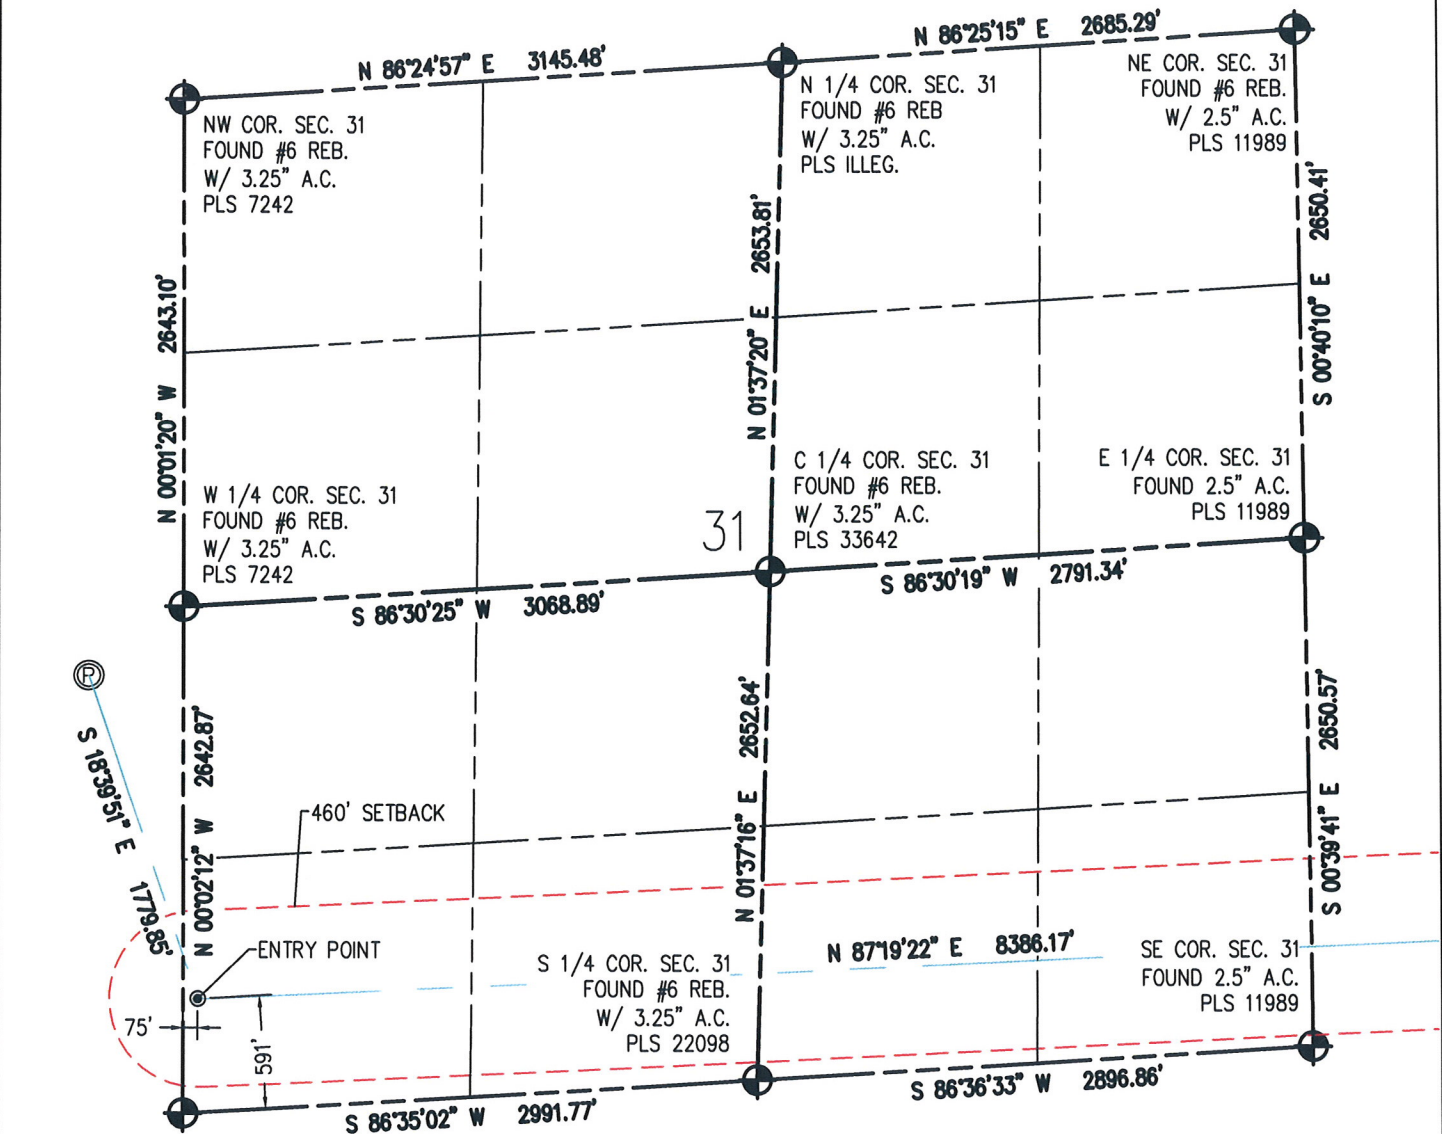 N 86°24'57" E 3145.48'
N 86°25'15" E 2685.29'
NW COR. SEC. 31
FOUND #6 REB.
W/ 3.25" A.C.
PLS 7242
N 1/4 COR. SEC. 31
FOUND #6 REB
W/ 3.25" A.C.
PLS ILLEG.
NE COR. SEC. 31
FOUND #6 REB.
W/ 2.5" A.C.
PLS 11989
N 00°01'20" W 2643.10'
N 01°37'20" E 2653.81'
S 00°40'10" E 2650.41'
W 1/4 COR. SEC. 31
FOUND #6 REB.
W/ 3.25" A.C.
PLS 7242
31
C 1/4 COR. SEC. 31
FOUND #6 REB.
W/ 3.25" A.C.
PLS 33642
E 1/4 COR. SEC. 31
FOUND 2.5" A.C.
PLS 11989
S 86°30'25" W 3068.89'
S 86°30'19" W 2791.34'
P
S 18°39'51" E 1779.85'
N 00°02'12" W 2642.87'
N 01°37'16" E 2652.64'
S 00°39'41" E 2650.57'
460' SETBACK
ENTRY POINT
75'
591'
S 1/4 COR. SEC. 31
FOUND #6 REB.
W/ 3.25" A.C.
PLS 22098
N 87°19'22" E 8386.17'
SE COR. SEC. 31
FOUND 2.5" A.C.
PLS 11989
S 86°35'02" W 2991.77'
S 86°36'33" W 2896.86'